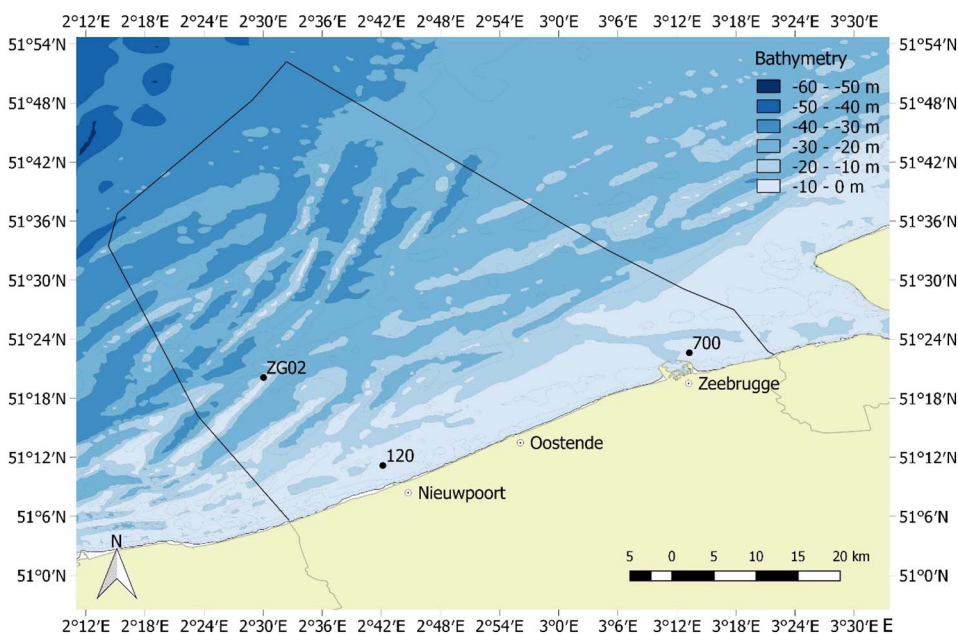 2°12'E 2°18'E 2°24'E 2°30'E 2°36'E 2°42'E 2°48'E 2°54'E 3°0'E 3°6'E 3°12'E 3°18'E 3°24'E 3°30'E
51°54'N 51°54'N
Bathymetry
51°48'N -60 - -50 m 51°48'N
-50 - -40 m
-40 - -30 m
51°42'N -30 - -20 m 51°42'N
-20 - -10 m
-10 - 0 m
51°36'N 51°36'N
51°30'N 51°30'N
51°24'N 700 51°24'N
ZG02
Zeebrugge
51°18'N 51°18'N
51°12'N 120 Oostende 51°12'N
Nieuwpoort
51°6'N 51°6'N
N
5 0 5 10 15 20 km
51°0'N 51°0'N
2°12'E 2°18'E 2°24'E 2°30'E 2°36'E 2°42'E 2°48'E 2°54'E 3°0'E 3°6'E 3°12'E 3°18'E 3°24'E 3°30' E